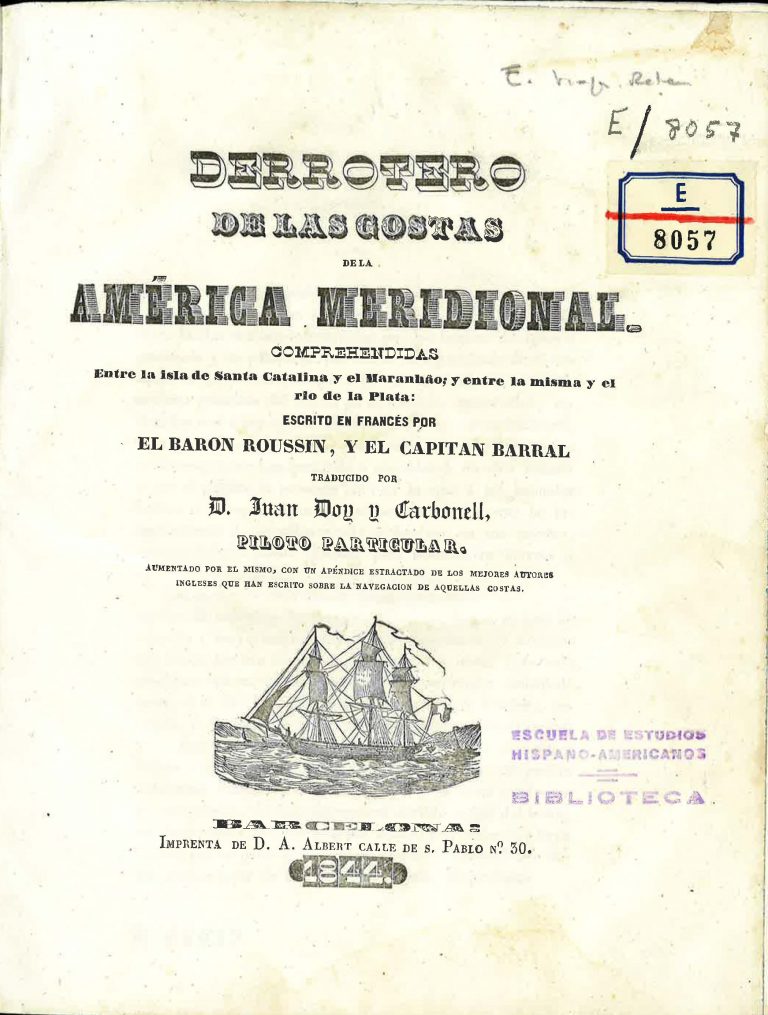 E.
E/8057
E
8057
DERROTERO
DE LAS COSTAS
DE LA
AMÉRICA MERIDIONAL.
COMPREHENDIDAS
Entre la isla de Santa Catalina y el Maranhão; y entre la misma y el
rio de la Plata:
ESCRITO EN FRANCÉS POR
EL BARON ROUSSIN, Y EL CAPITAN BARRAL
TRADUCIDO POR
D. Juan Doy y Carbonell,
PILOTO PARTICULAR.
AUMENTADO POR EL MISMO, CON UN APÉNDICE ESTRACTADO DE LOS MEJORES AUTORES
INGLESES QUE HAN ESCRITO SOBRE LA NAVEGACION DE AQUELLAS COSTAS.
ESCUELA DE ESTUDIOS
HISPANO-AMERICANOS
BIBLIOTECA
BARCELONA:
IMPRENTA DE D. A. ALBERT CALLE DE S. PABLO Nº 30.
1844.